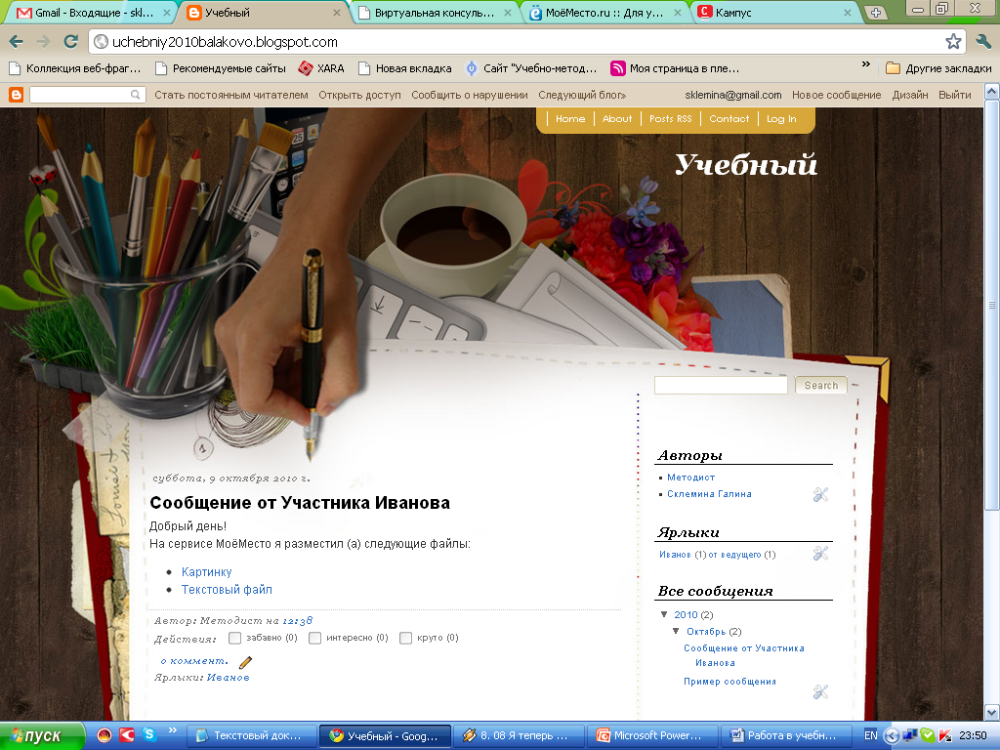 Gmail - Входящие - skl...
Учебный
Виртуальная консуль...
МоёМесто.ru :: Для у...
Кампус
uchebniy2010balakovo.blogspot.com
Коллекция веб-фраг...
Рекомендуемые сайты
XARA
Новая вкладка
Сайт "Учебно-метод...
Моя страница в пле...
»
Другие закладки
Стать постоянным читателем
Открыть доступ
Сообщить о нарушении
Следующий блог»
sklemina@gmail.com
Новое сообщение
Дизайн
Выйти
Home
About
Posts RSS
Contact
Log In
Учебный
Search
суббота, 9 октября 2010 г.
Сообщение от Участника Иванова
Добрый день!
На сервисе МоёМесто я разместил (а) следующие файлы:
Картинку
Текстовый файл
Автор: Методист на 12:38
Действия: забавно (0) интересно (0) круто (0)
0 коммент.
Ярлыки: Иванов
Авторы
Методист
Склемина Галина
Ярлыки
Иванов (1) от ведущего (1)
Все сообщения
▼ 2010 (2)
▼ Октябрь (2)
Сообщение от Участника
Иванова
Пример сообщения
пуск
»
Текстовый док...
Учебный - Goog...
8. 08 Я теперь ...
Microsoft Power...
Работа в учебн...
EN
23:50